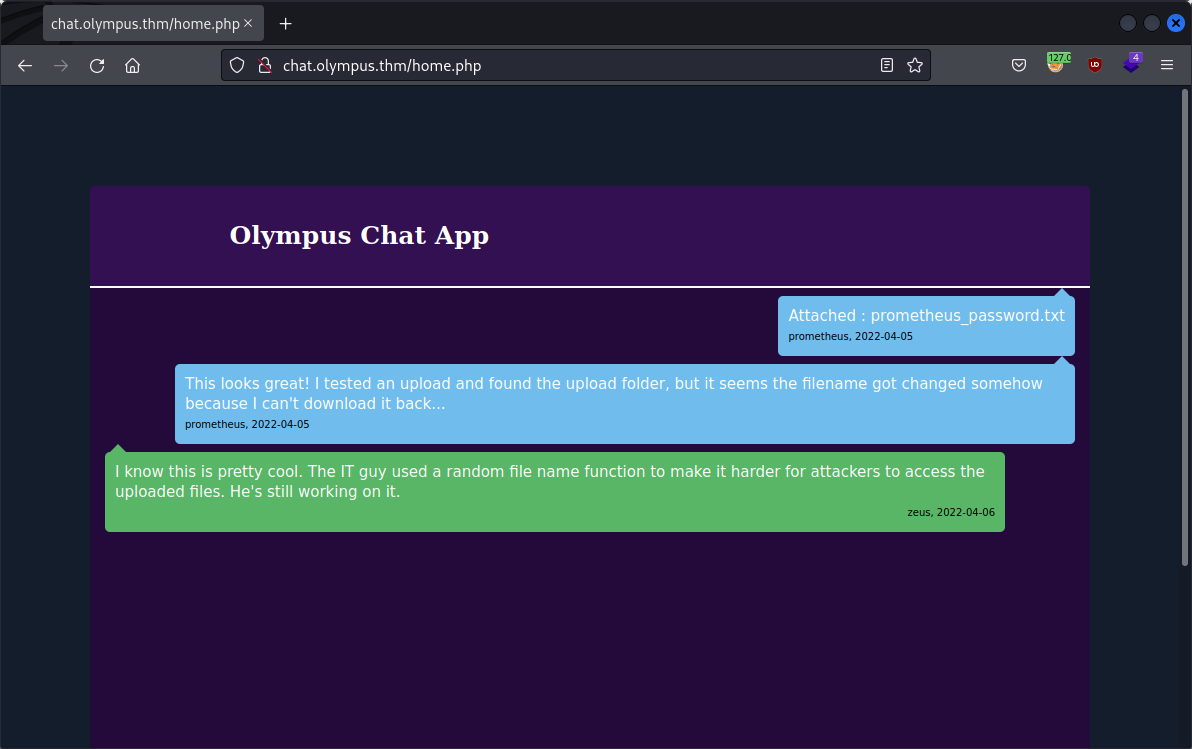 chat.olympus.thm/home.php
chat.olympus.thm/home.php
127.0
4
Olympus Chat App
Attached : prometheus_password.txt
prometheus, 2022-04-05
This looks great! I tested an upload and found the upload folder, but it seems the filename got changed somehow
because I can't download it back...
prometheus, 2022-04-05
I know this is pretty cool. The IT guy used a random file name function to make it harder for attackers to access the
uploaded files. He's still working on it.
zeus, 2022-04-06